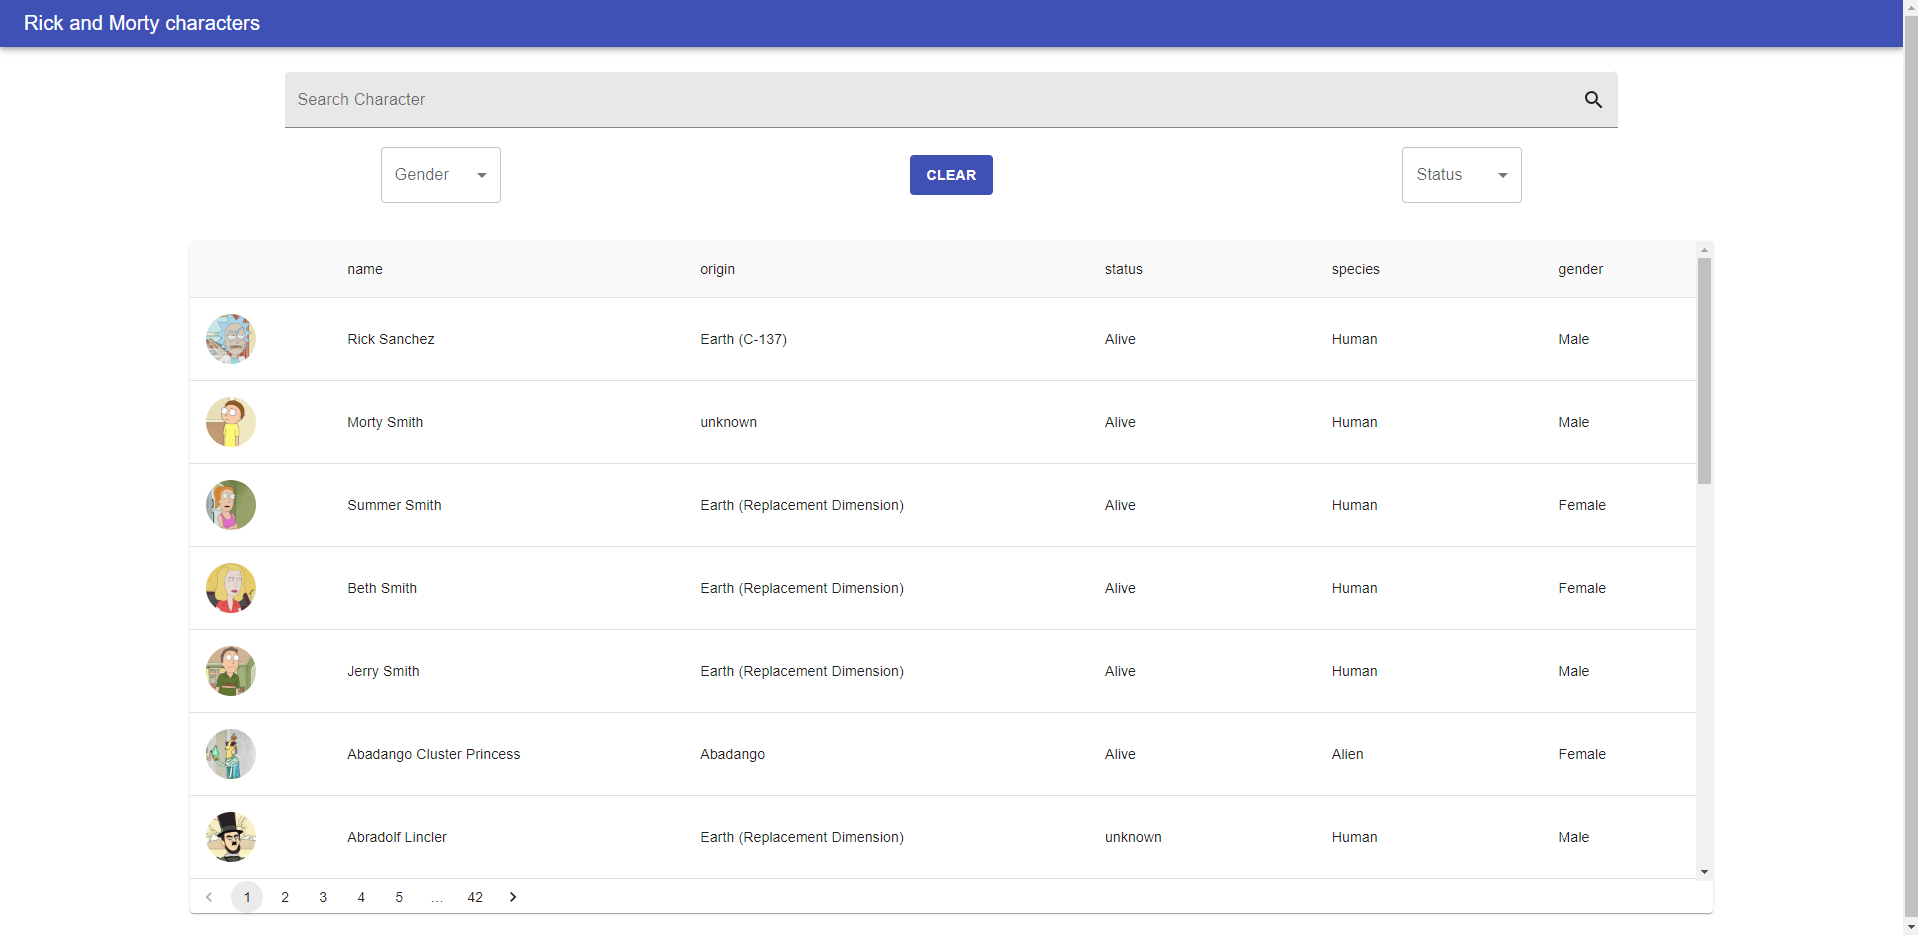 Rick and Morty characters
Search Character
Gender
CLEAR
Status
name origin status species gender
Rick Sanchez Earth (C-137) Alive Human Male
Morty Smith unknown Alive Human Male
Summer Smith Earth (Replacement Dimension) Alive Human Female
Beth Smith Earth (Replacement Dimension) Alive Human Female
Jerry Smith Earth (Replacement Dimension) Alive Human Male
Abadango Cluster Princess Abadango Alive Alien Female
Abradolf Lincler Earth (Replacement Dimension) unknown Human Male
1 2 3 4 5 … 42